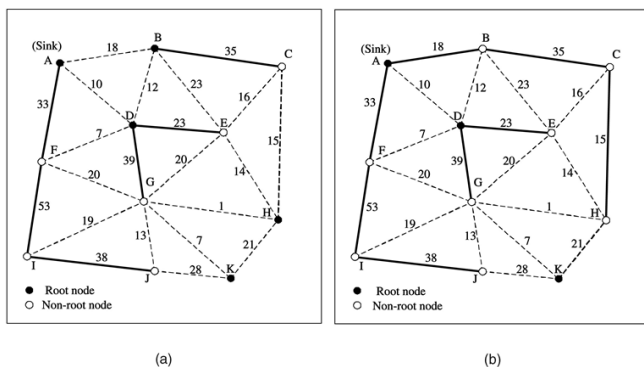 (Sink)
A
18
B
35
C
10
12
23
16
33
D
23
E
7
15
F
39
20
20
14
G
53
19
1
H
13
7
21
I
38
J
28
K
Root node
Non-root node
(a)
(Sink)
A
18
B
35
C
10
12
23
16
33
D
23
E
7
15
F
39
20
20
14
G
53
19
1
H
13
7
21
I
38
J
28
K
Root node
Non-root node
(b)